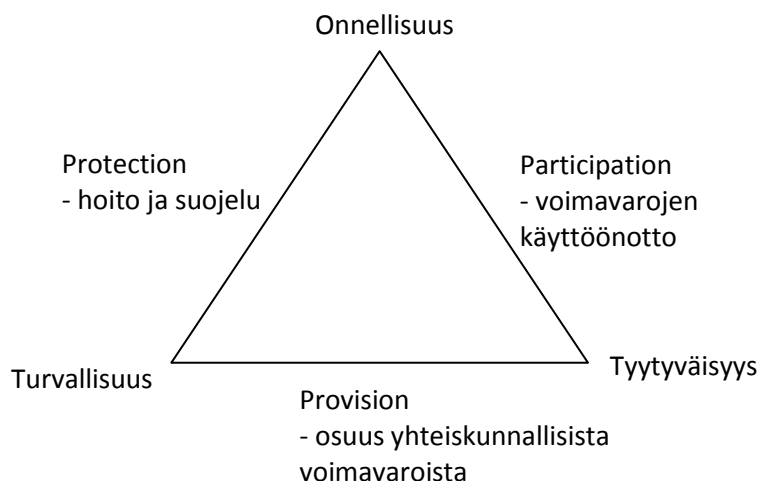 Onnellisuus
Protection
- hoito ja suojelu
Participation
- voimavarojen
käyttöönotto
Turvallisuus
Tyytyväisyys
Provision
- osuus yhteiskunnallisista
voimavaroista